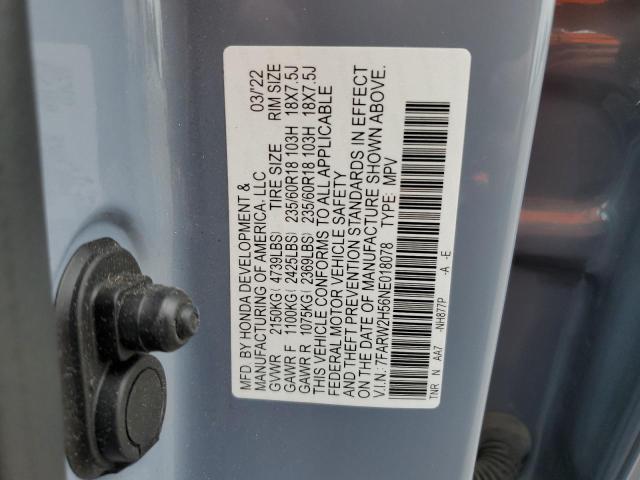 MFD. BY HONDA DEVELOPMENT &
MANUFACTURING OF AMERICA, LLC 03/'22
GVWR 2150KG( 4739LBS) TIRE SIZE RIM SIZE
GAWR F 1100KG( 2425LBS) 235/60R18 103H 18X7.5J
GAWR R 1075KG( 2369LBS) 235/60R18 103H 18X7.5J
THIS VEHICLE CONFORMS TO ALL APPLICABLE
FEDERAL MOTOR VEHICLE SAFETY
AND THEFT PREVENTION STANDARDS IN EFFECT
ON THE DATE OF MANUFACTURE SHOWN ABOVE.
V.I.N: 7FARW2H56NE018078 TYPE: MPV
TNR N AA7 -NH877P -A -E